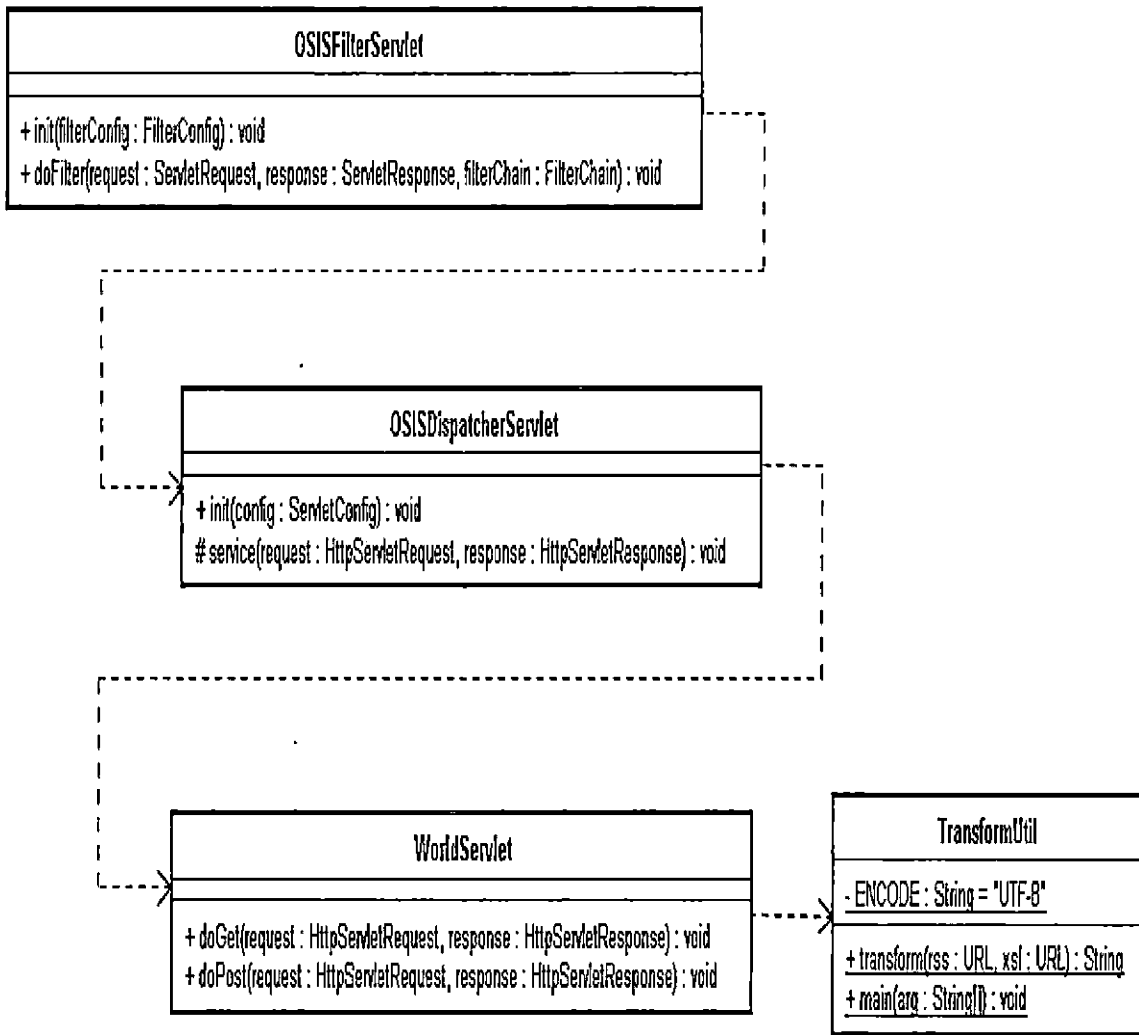 OSISFilterServlet
+ init(filterConfig : FilterConfig) : void
+ doFilter(request : ServletRequest, response : ServletResponse, filterChain : FilterChain) : void
OSISDispatcherServlet
+ init(config : ServletConfig) : void
# service(request : HttpServletRequest, response : HttpServletResponse) : void
WorldServlet
+ doGet(request : HttpServletRequest, response : HttpServletResponse) : void
+ doPost(request : HttpServletRequest, response : HttpServletResponse) : void
TransformUtil
- ENCODE : String = "UTF-8"
+ transform(rss : URL, xsl : URL) : String
+ main(arg : String[]) : void